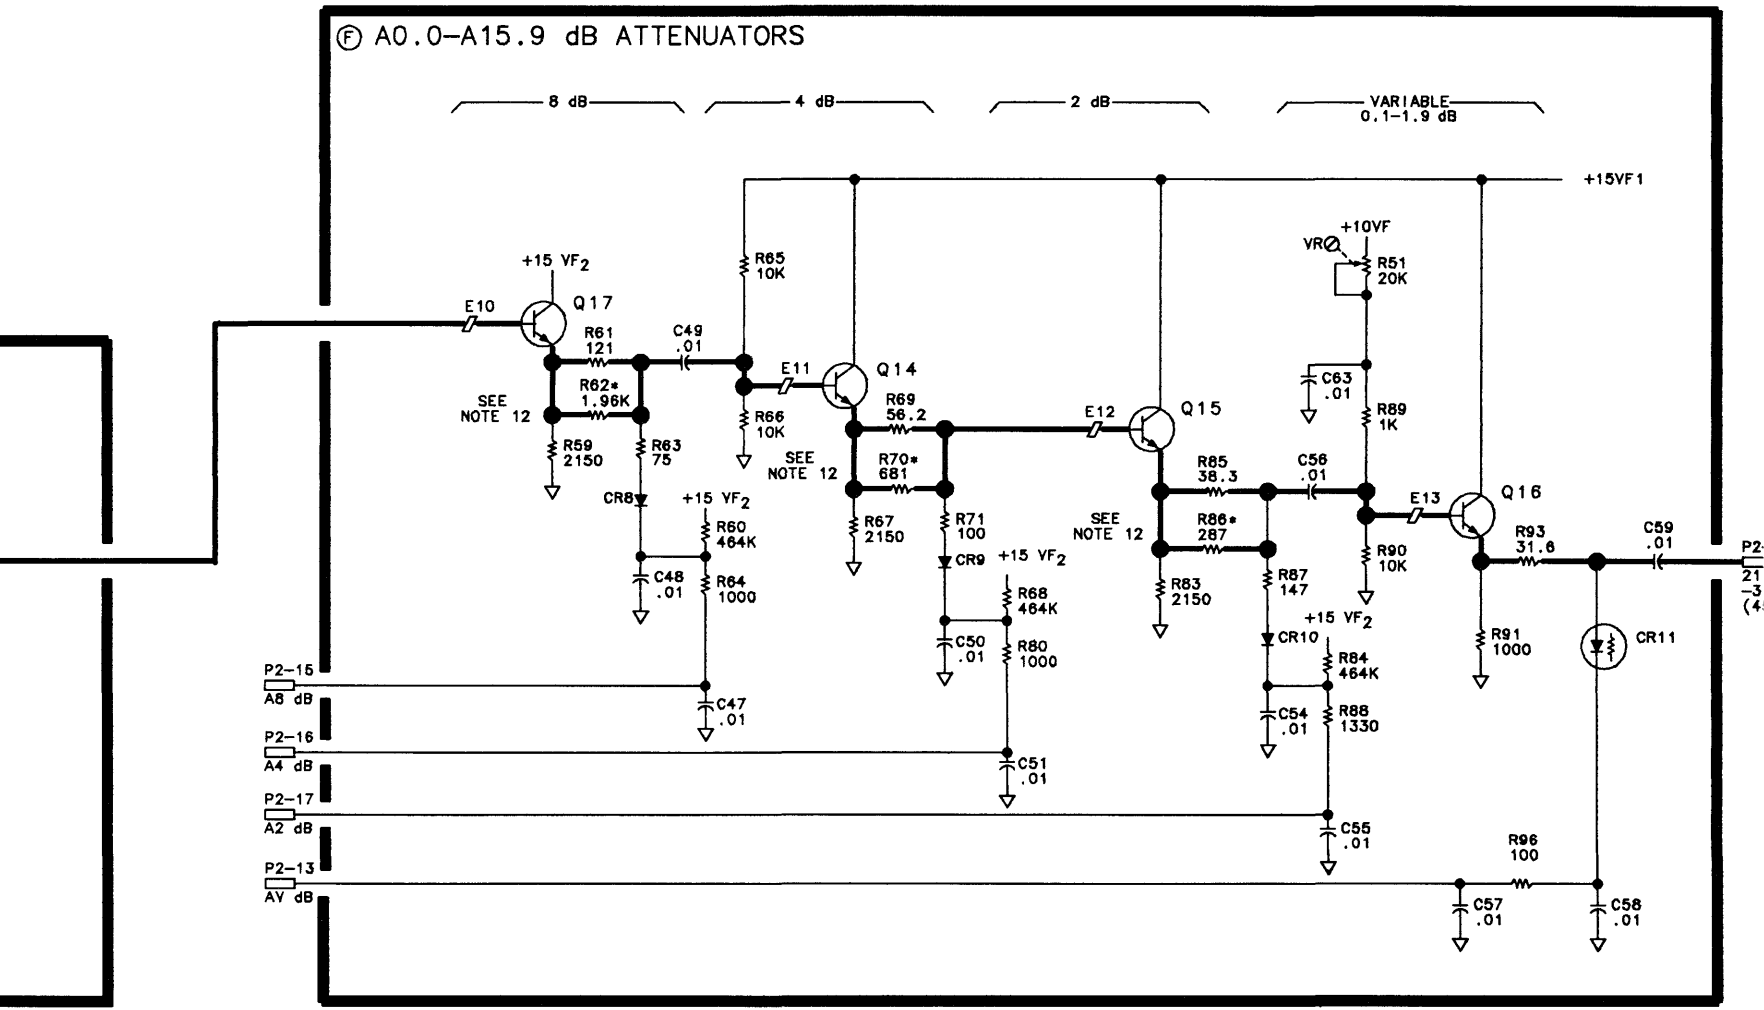 Ⓕ A0.0–A15.9 dB ATTENUATORS
8 dB
4 dB
2 dB
VARIABLE
0.1–1.9 dB
+15VF1
+10VF
VR
R51
20K
+15 VF2
E10
Q17
R65
10K
R61
121
C49
.01
R62*
1.96K
SEE
NOTE 12
R59
2150
R63
75
R66
10K
CR8
+15 VF2
R60
464K
C48
.01
R64
1000
E11
Q14
R69
56.2
SEE
NOTE 12
R70*
681
R67
2150
R71
100
CR9
+15 VF2
R68
464K
C50
.01
R80
1000
E12
Q15
C63
.01
R89
1K
R85
38.3
C56
.01
SEE
NOTE 12
R86*
287
R83
2150
R87
147
R90
10K
+15 VF2
CR10
R84
464K
C54
.01
R88
1330
E13
Q16
R93
31.6
C59
.01
R91
1000
CR11
P2-15
A8 dB
C47
.01
P2-16
A4 dB
C51
.01
P2-17
A2 dB
C55
.01
P2-13
AV dB
R96
100
C57
.01
C58
.01
P2-
21
-3